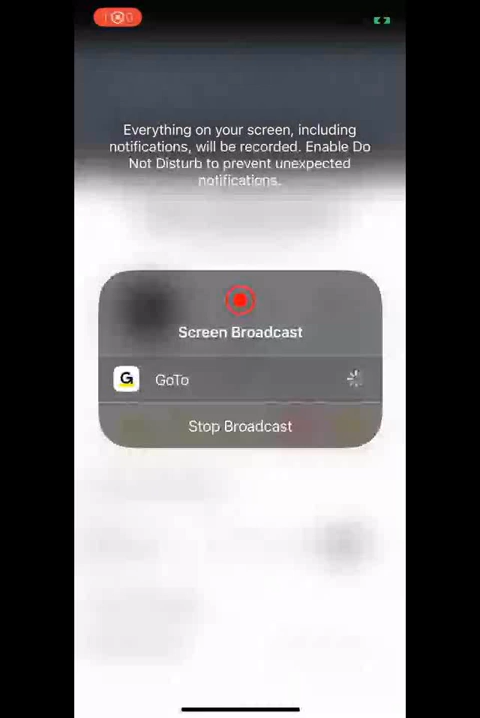 Everything on your screen, including
notifications, will be recorded. Enable Do
Not Disturb to prevent unexpected
notifications.
Screen Broadcast
G GoTo
Stop Broadcast